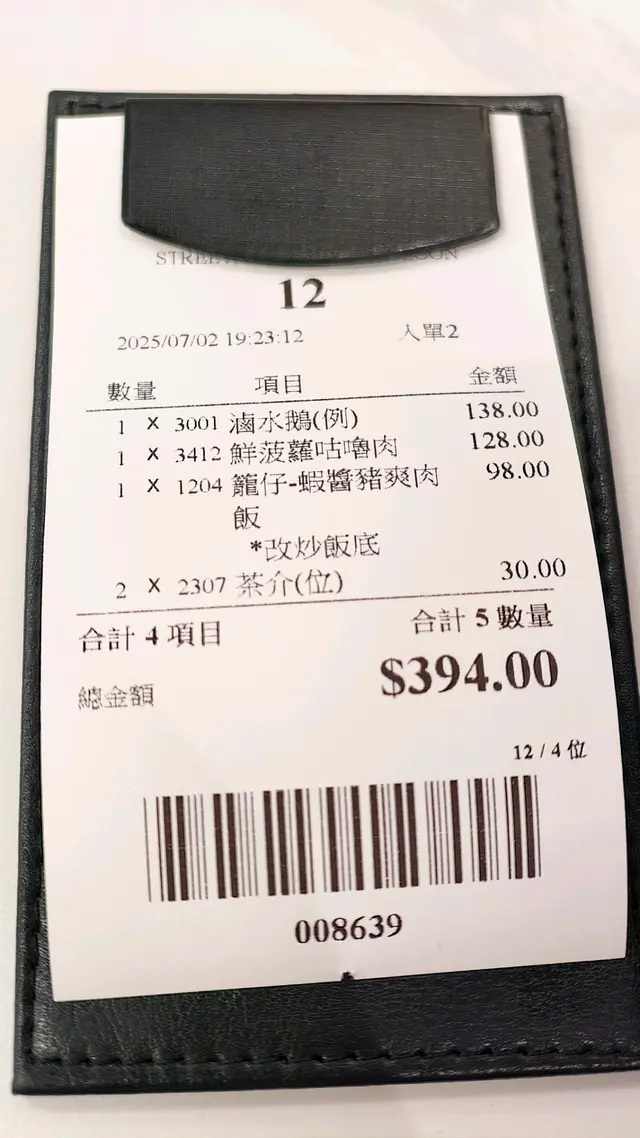 12
2025/07/02 19:23:12 入單2
數量 項目 金額
1 X 3001 滷水鵝(例) 138.00
1 X 3412 鮮菠蘿咕嚕肉 128.00
1 X 1204 籠仔-蝦醬豬爽肉 98.00
飯
*改炒飯底
2 X 2307 茶介(位) 30.00
合計 4 項目 合計 5 數量
總金額 $394.00
12 / 4 位
008639